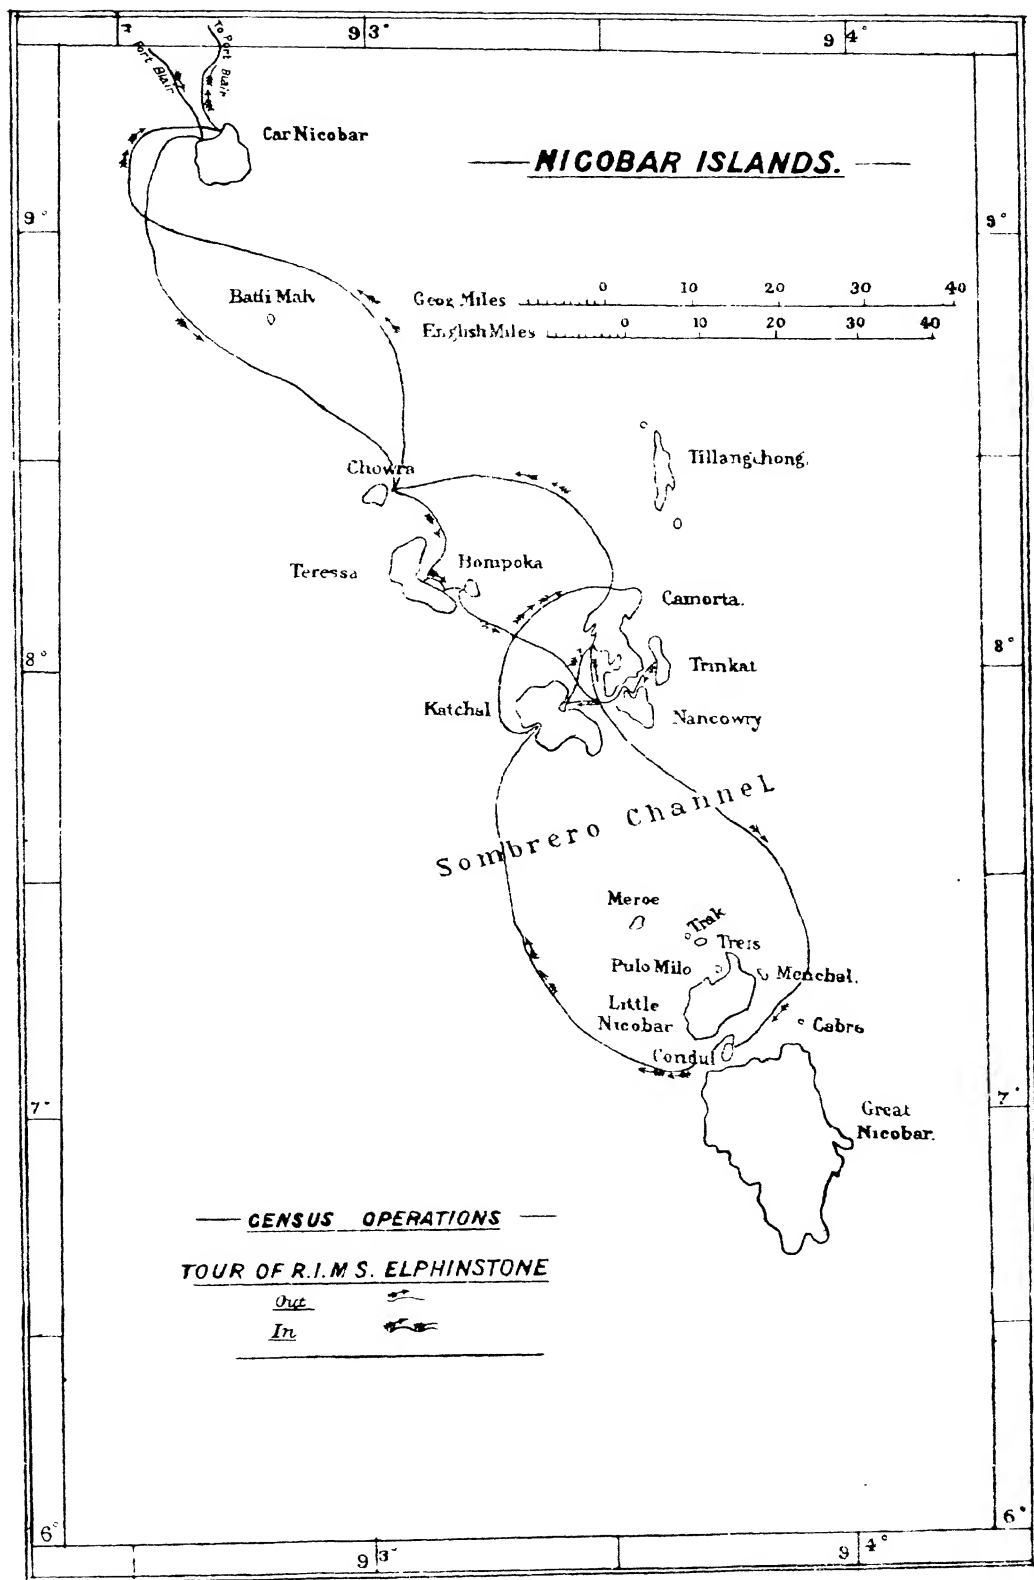 93°
94°
To Port Blair
Port Blair
Car Nicobar
NICOBAR ISLANDS.
9°
9°
Batti Malv
Geog Miles 0 10 20 30 40
English Miles 0 10 20 30 40
Chowra
Tillangchong.
Teressa
Bompoka
Camorta.
8°
8°
Trinkat
Katchal
Nancowry
Sombrero Channel
Meroe
Trak
Treis
Pulo Milo
Menchal.
Little
Nicobar
Cabra
Condul
7°
7°
Great
Nicobar.
CENSUS OPERATIONS
TOUR OF R.I.M S. ELPHINSTONE
Out
In
6°
6°
93°
94°